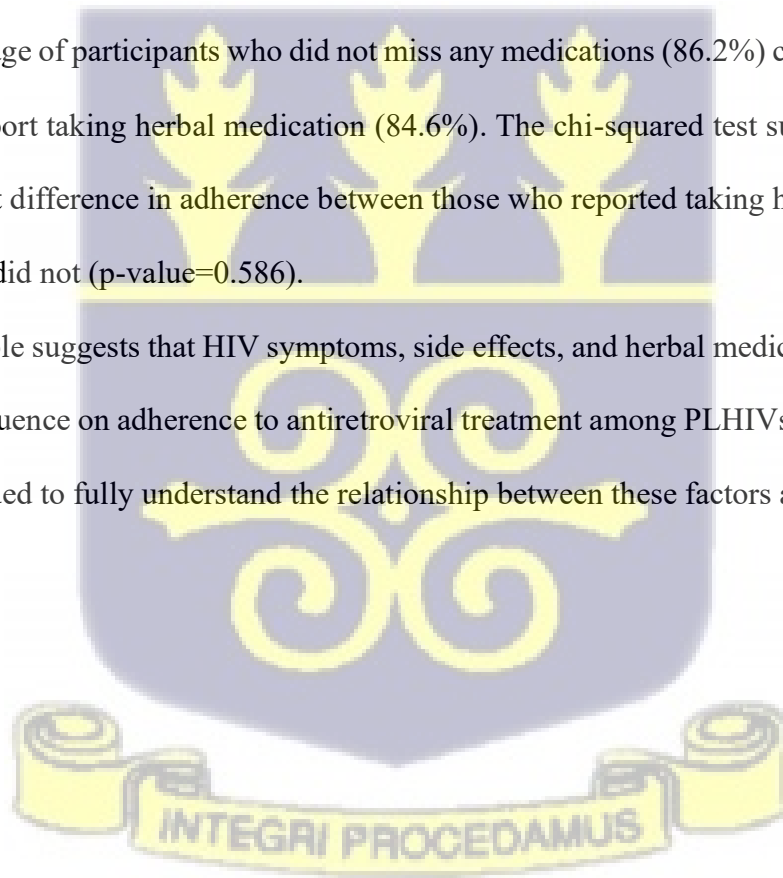 ge of participants who did not miss any medications (86.2%) c
ort taking herbal medication (84.6%). The chi-squared test su
t difference in adherence between those who reported taking h
did not (p-value=0.586).
le suggests that HIV symptoms, side effects, and herbal medic
uence on adherence to antiretroviral treatment among PLHIVs
ed to fully understand the relationship between these factors a
INTEGRI PROCEDAMUS